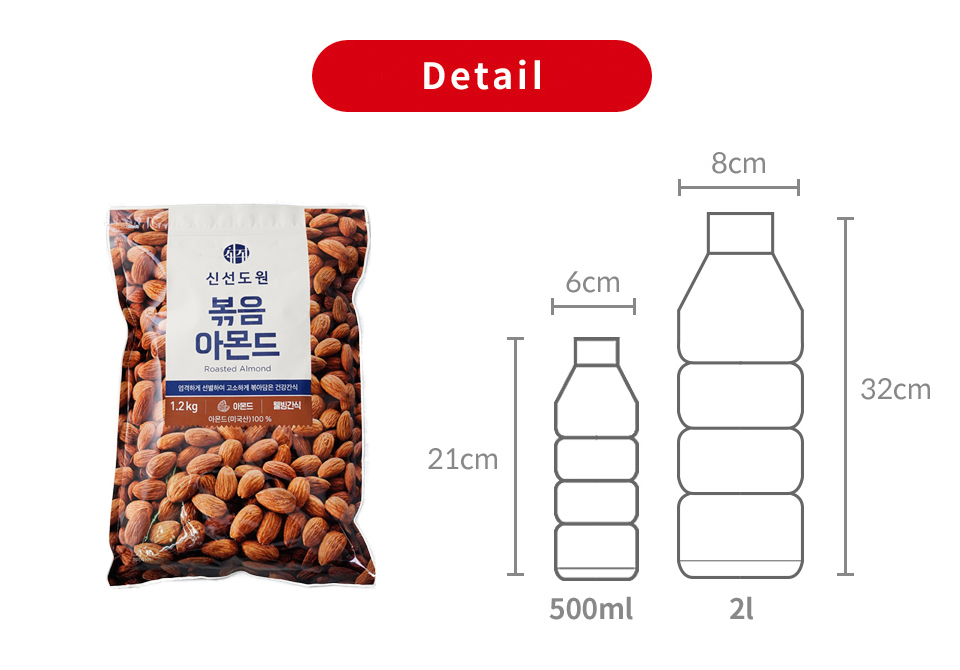 Detail
신선도원
볶음
아몬드
Roasted Almond
엄격하게 선별하여 고소하게 볶아담은 건강간식
1.2kg 아몬드 웰빙간식
아몬드(미국산)100 %
8cm
6cm
32cm
21cm
500ml
2l